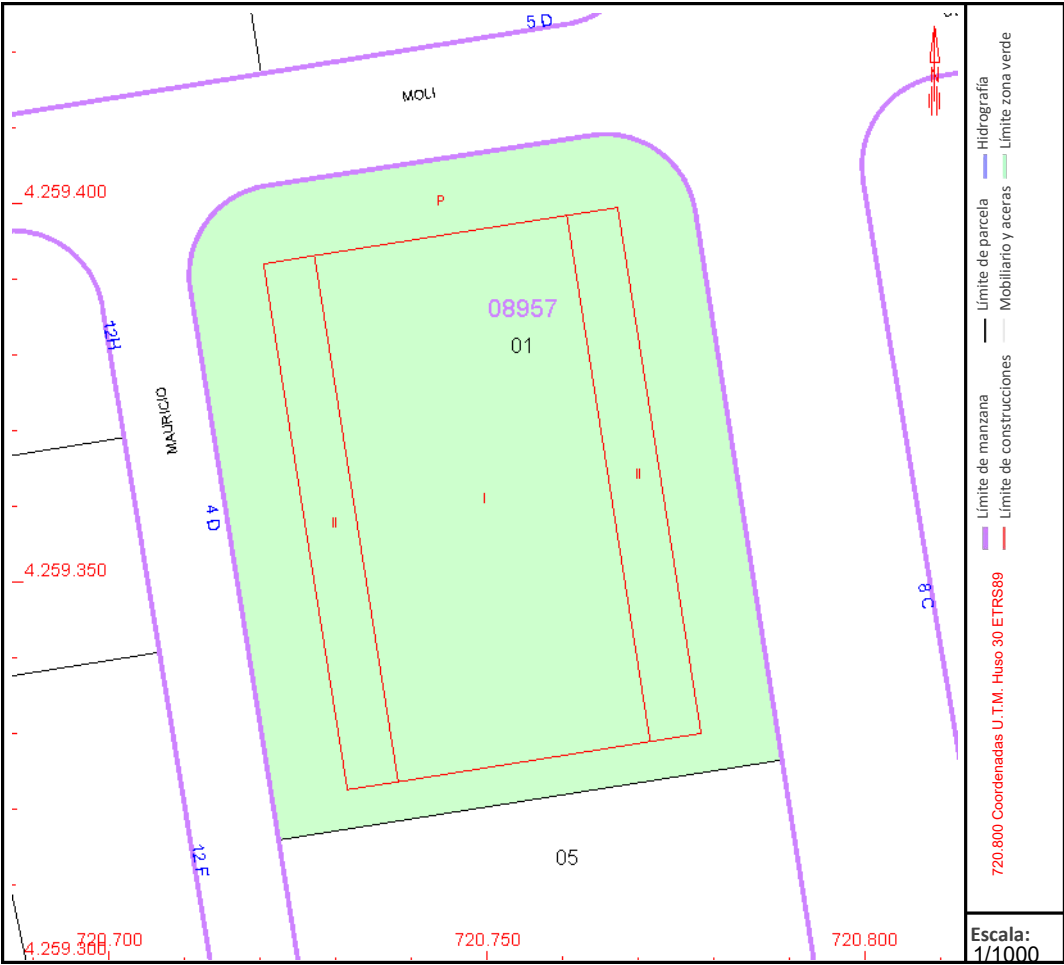 5 D
MOLI
4.259.400
P
08957
01
12H
MAURICIO
II
4 D
II
I
4.259.350
8 C
12 F
05
4.259.300
720.700
720.750
720.800
N
Límite de manzana
Límite de parcela
Hidrografía
Límite de construcciones
Mobiliario y aceras
Límite zona verde
720.800 Coordenadas U.T.M. Huso 30 ETRS89
Escala:
1/1000